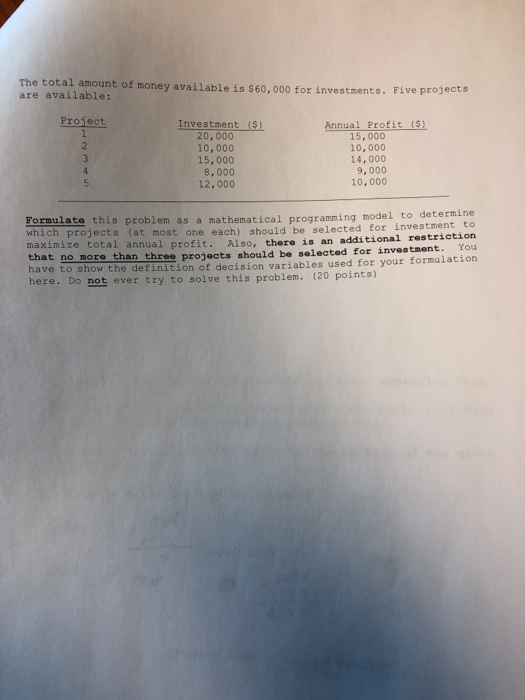 The total amount of money available is $60,000 for investments. Five projects
are available:
Project Investment ($) Annual Profit ($)
1 20,000 15,000
2 10,000 10,000
3 15,000 14,000
4 8,000 9,000
5 12,000 10,000
Formulate this problem as a mathematical programming model to determine
which projects (at most one each) should be selected for investment to
maximize total annual profit. Also, there is an additional restriction
that no more than three projects should be selected for investment. You
have to show the definition of decision variables used for your formulation
here. Do not ever try to solve this problem. (20 points)